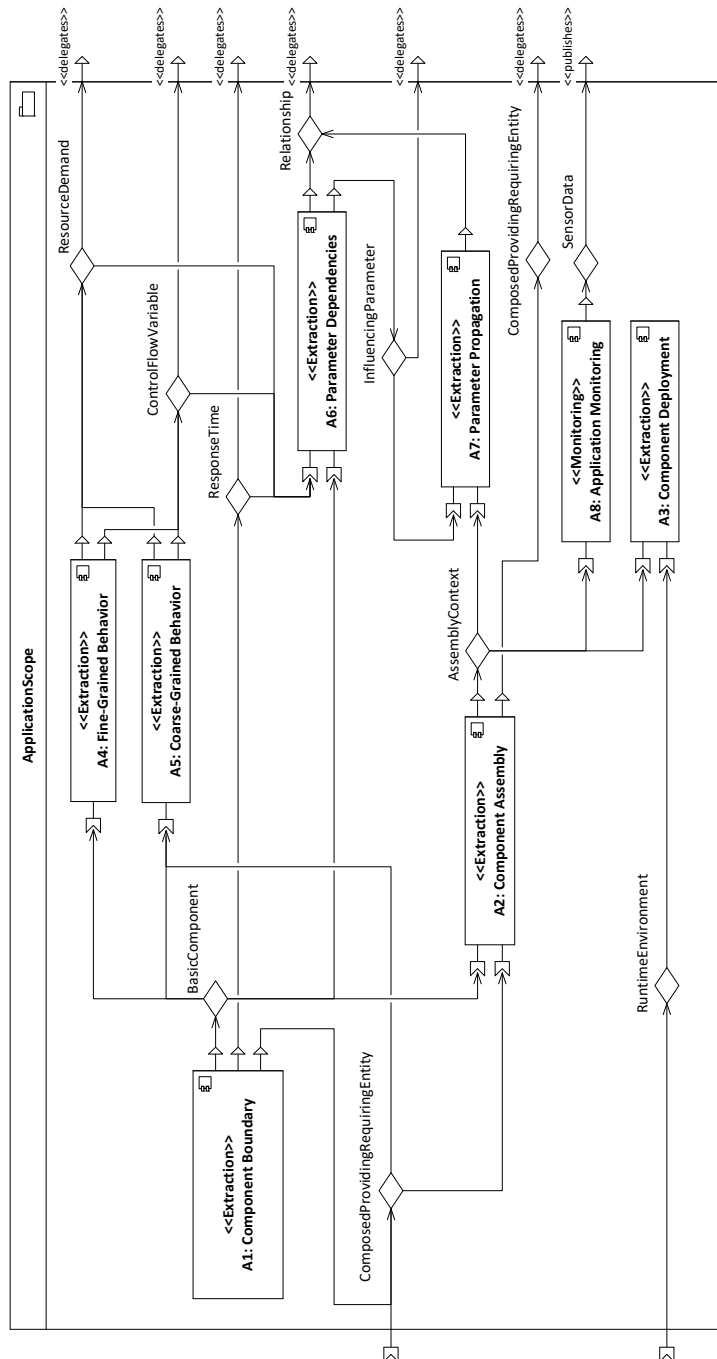 ApplicationScope
<<Extraction>>
A1: Component Boundary
ComposedProvidingRequiringEntity
BasicComponent
<<Extraction>>
A4: Fine-Grained Behavior
<<Extraction>>
A5: Coarse-Grained Behavior
<<Extraction>>
A2: Component Assembly
RuntimeEnvironment
ResourceDemand
ControlFlowVariable
ResponseTime
AssemblyContext
<<Extraction>>
A6: Parameter Dependencies
InfluencingParameter
<<Extraction>>
A7: Parameter Propagation
<<Monitoring>>
A8: Application Monitoring
<<Extraction>>
A3: Component Deployment
Relationship
ComposedProvidingRequiringEntity
SensorData
<<delegates>>
<<delegates>>
<<delegates>>
<<delegates>>
<<delegates>>
<<delegates>>
<<publishes>>